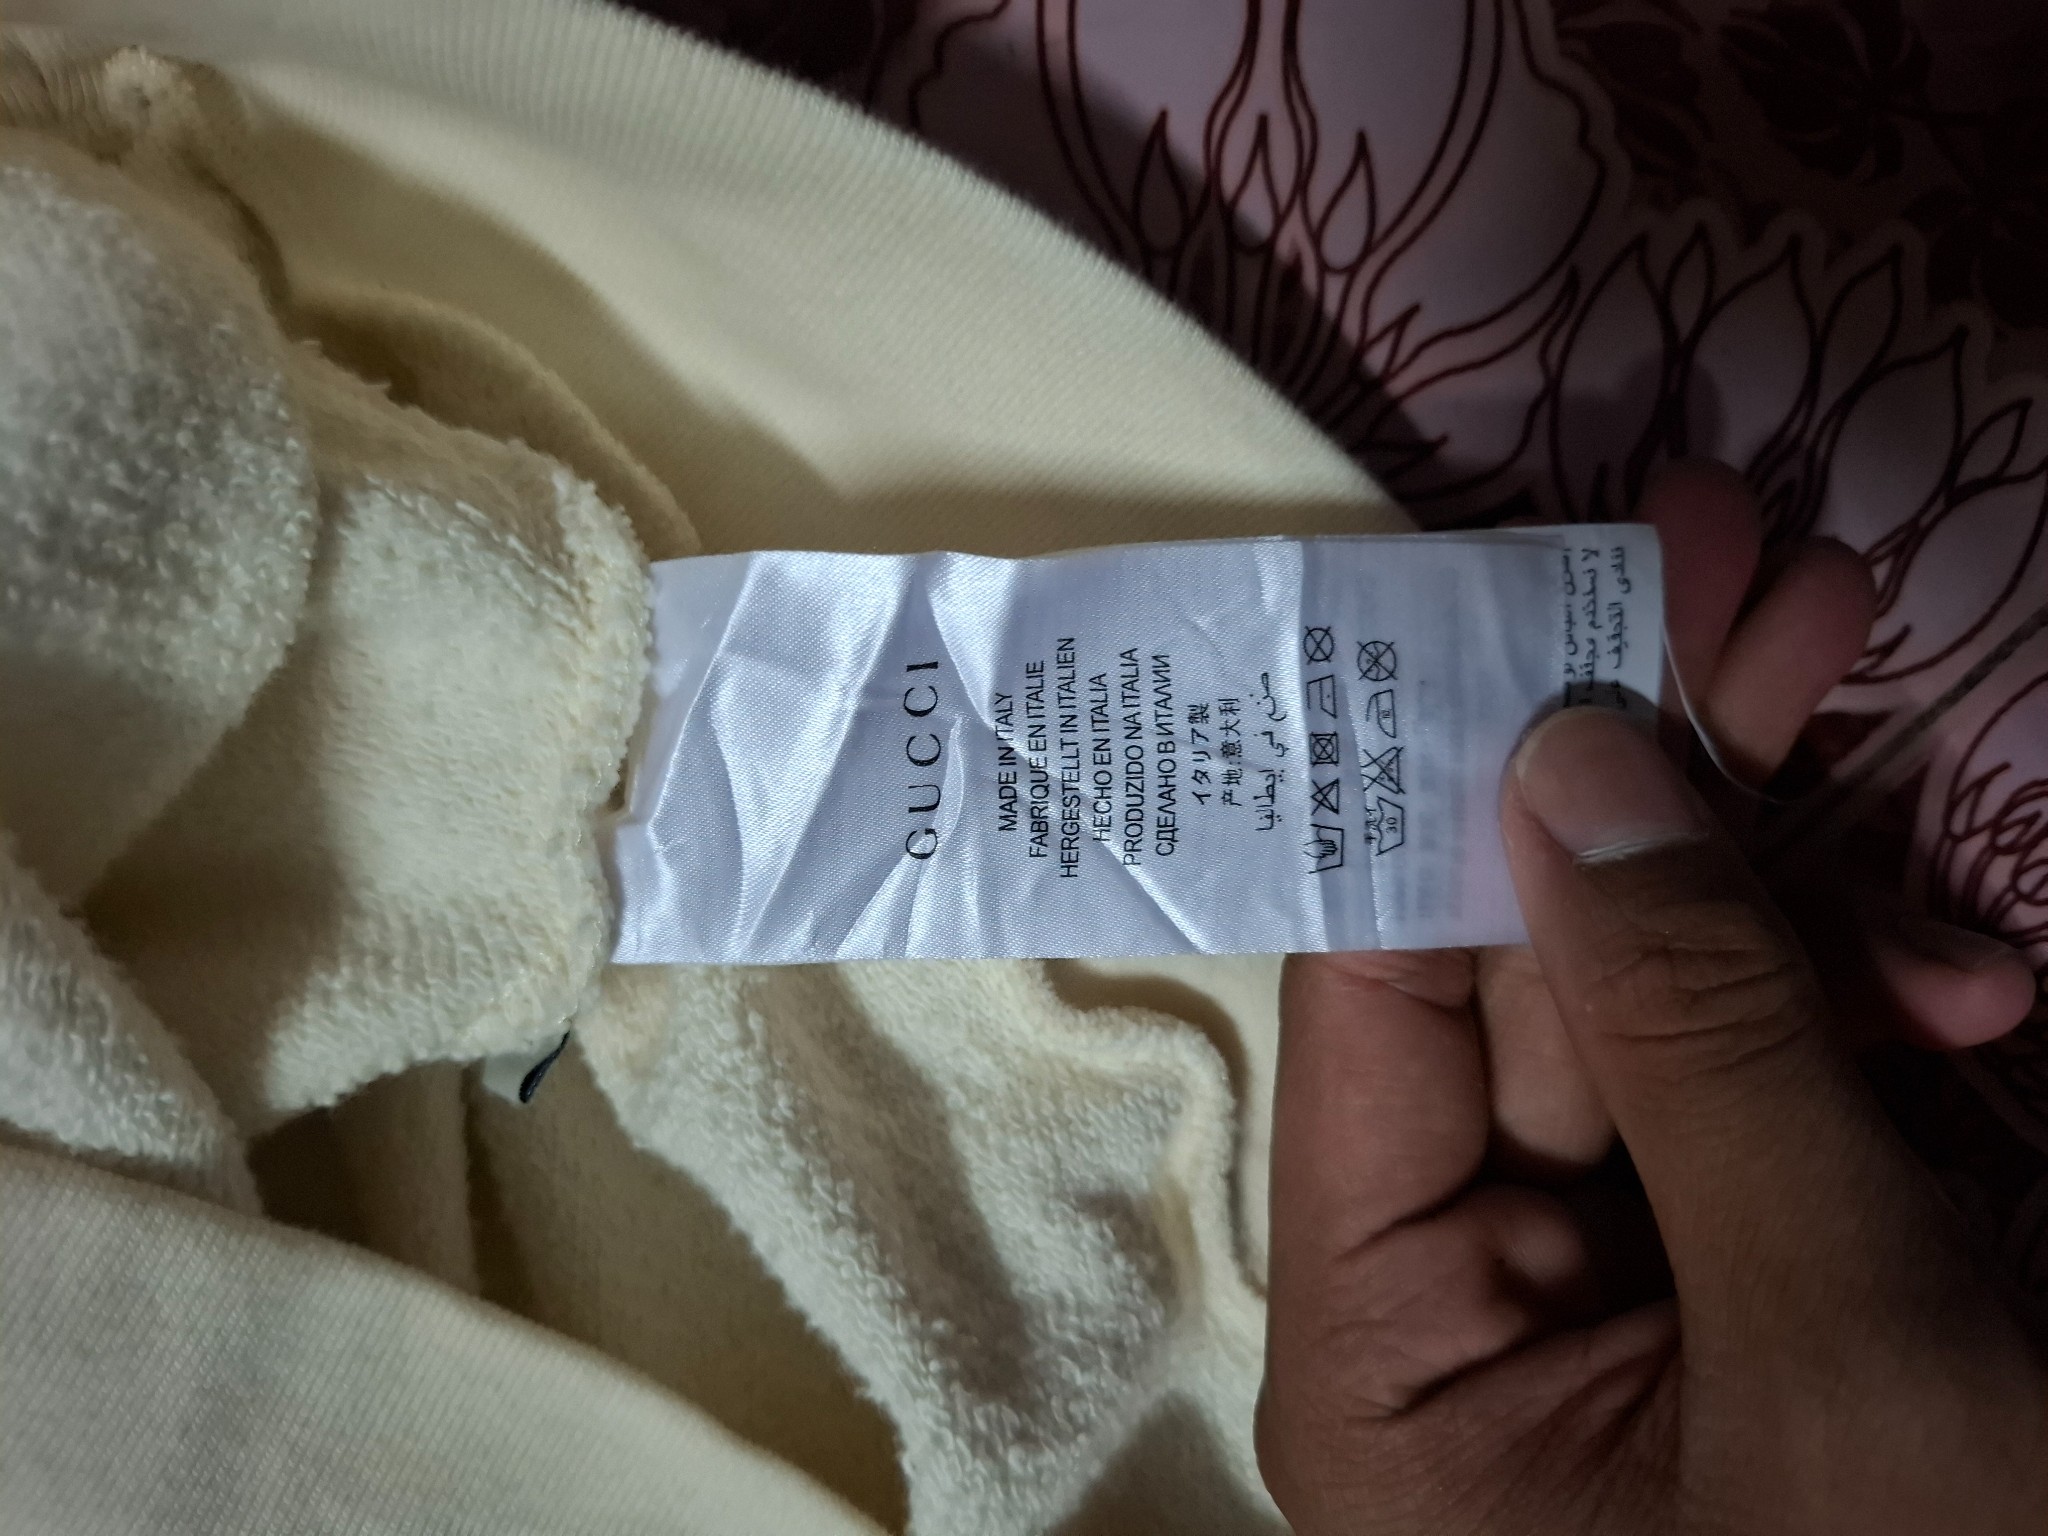 GUCCI
MADE IN ITALY
FABRIQUE EN ITALIE
HERGESTELLT IN ITALIEN
HECHO EN ITALIA
PRODUZIDO NA ITALIA
СДЕЛАНО В ИТАЛИИ
イタリア製
产地:意大利
صنع في ايطاليا
30